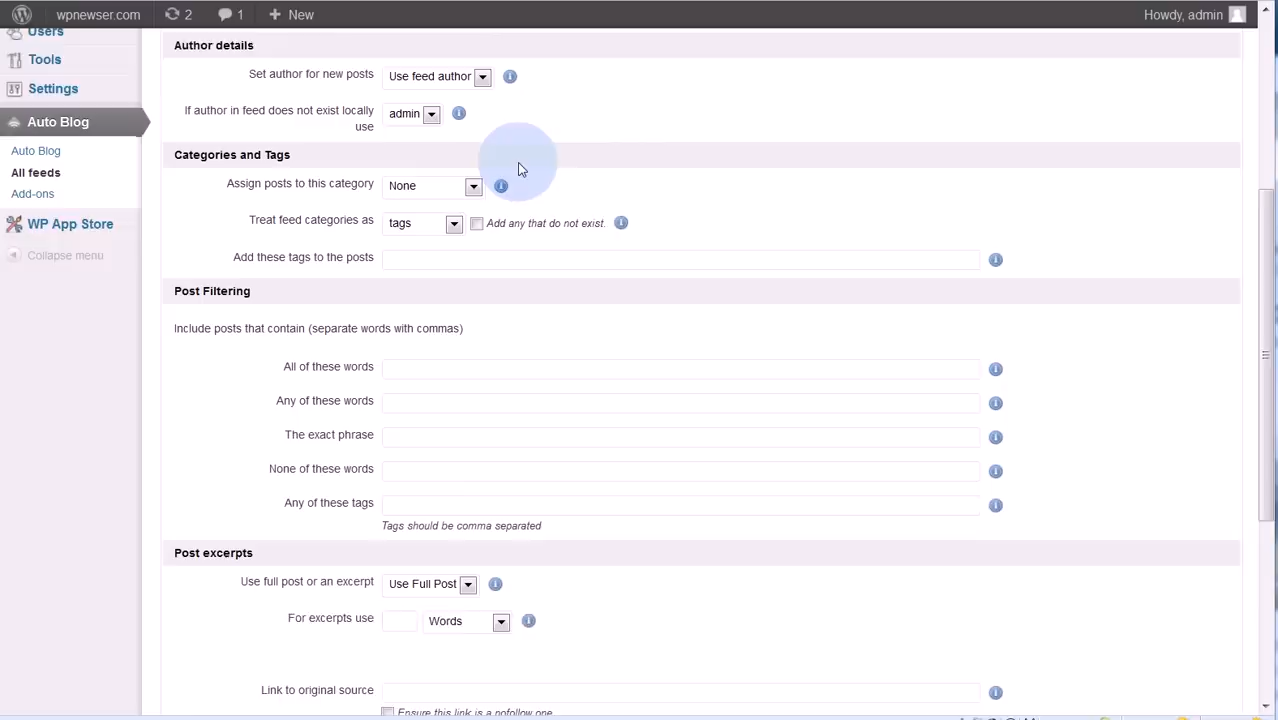 wpnewser.com 2 1 + New Howdy, admin
Users
Tools
Settings
Auto Blog
Auto Blog
All feeds
Add-ons
WP App Store
Collapse menu
Author details
Set author for new posts Use feed author
If author in feed does not exist locally use admin
Categories and Tags
Assign posts to this category None
Treat feed categories as tags Add any that do not exist.
Add these tags to the posts
Post Filtering
Include posts that contain (separate words with commas)
All of these words
Any of these words
The exact phrase
None of these words
Any of these tags
Tags should be comma separated
Post excerpts
Use full post or an excerpt Use Full Post
For excerpts use Words
Link to original source
Ensure this link is a nofollow one